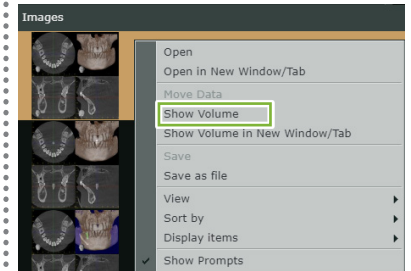 Images
Open
Open in New Window/Tab
Move Data
Show Volume
Show Volume in New Window/Tab
Save
Save as file
View
Sort by
Display items
Show Prompts